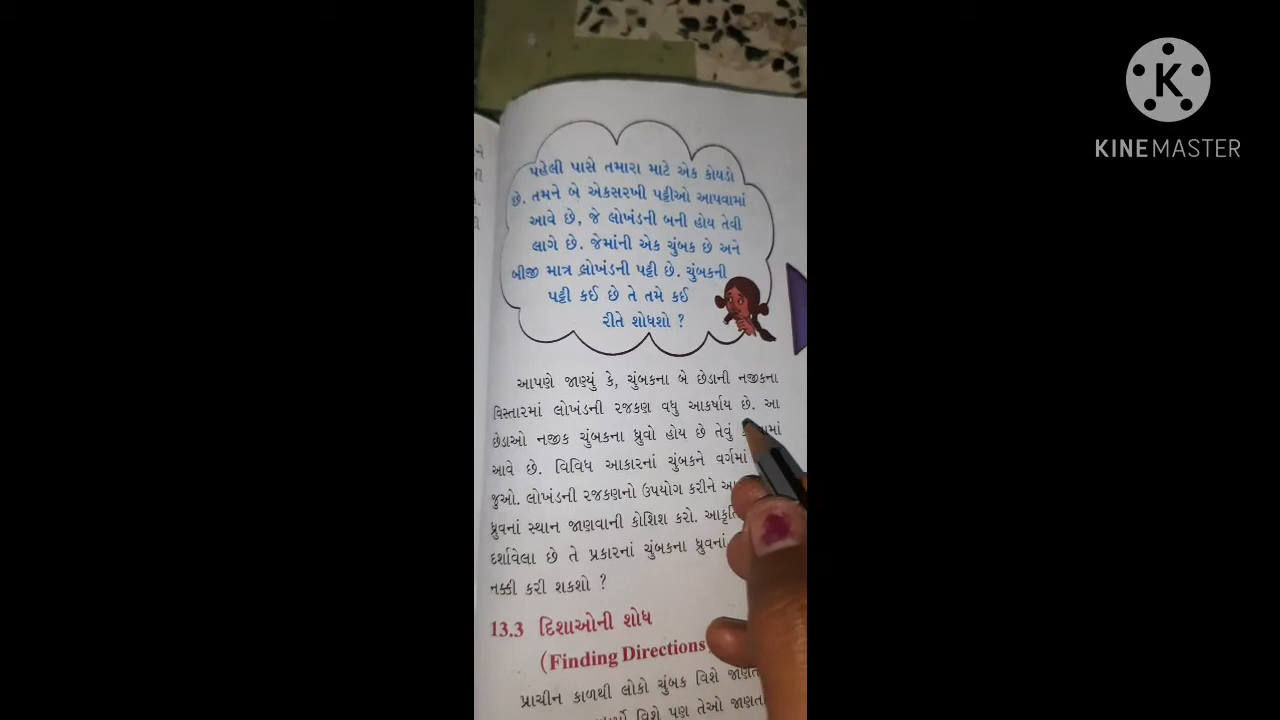 પહેલી પાસે તમારા માટે એક કોયડો
છે. તમને બે એકસરખી પટ્ટીઓ આપવામાં
આવે છે, જે લોખંડની બની હોય તેવી
લાગે છે. જેમાંની એક ચુંબક છે અને
બીજી માત્ર લોખંડની પટ્ટી છે. ચુંબકની
પટ્ટી કઈ છે તે તમે કઈ
રીતે શોધશો ?
આપણે જાણ્યું કે, ચુંબકના બે છેડાની નજીકના
વિસ્તારમાં લોખંડની રજકણ વધુ આકર્ષાય છે. આ
છેડાઓ નજીક ચુંબકના ધ્રુવો હોય છે તેવું
આવે છે. વિવિધ આકારનાં ચુંબકને વર્ગમાં
જુઓ. લોખંડની રજકણનો ઉપયોગ કરીને
ધ્રુવનાં સ્થાન જાણવાની કોશિશ કરો.
દર્શાવેલા છે તે પ્રકારનાં ચુંબકના ધ્રુવનાં
નક્કી કરી શકશો ?
13.3 દિશાઓની શોધ
(Finding Directions
પ્રાચીન કાળથી લોકો ચુંબક વિશે
વિશે પણ તેઓ
K
KINEMASTER